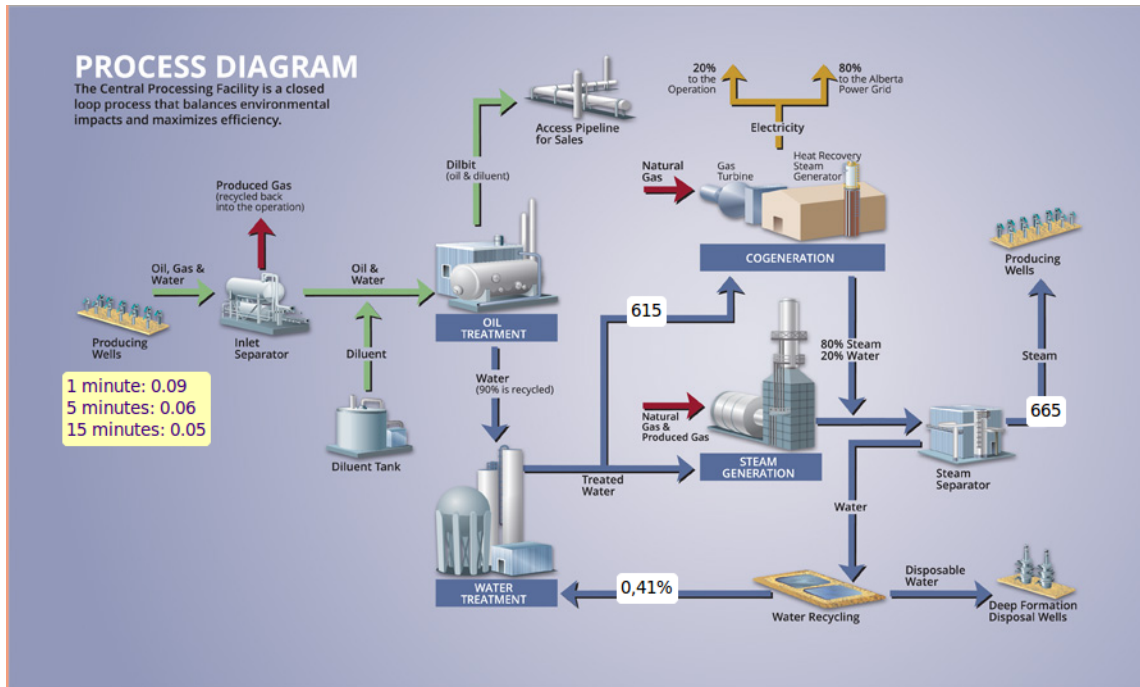 PROCESS DIAGRAM
The Central Processing Facility is a closed
loop process that balances environmental
impacts and maximizes efficiency.
20%
to the
Operation
80%
to the Alberta
Power Grid
Electricity
Access Pipeline
for Sales
Dilbit
(oil & diluent)
Natural
Gas
Gas
Turbine
Heat Recovery
Steam
Generator
COGENERATION
Produced Gas
(recycled back
into the operation)
Oil, Gas &
Water
Oil &
Water
Producing
Wells
Inlet
Separator
Diluent
Diluent Tank
OIL
TREATMENT
1 minute: 0.09
5 minutes: 0.06
15 minutes: 0.05
Water
(90% is recycled)
615
80% Steam
20% Water
Natural
Gas &
Produced Gas
STEAM
GENERATION
Treated
Water
Producing
Wells
Steam
665
Steam
Separator
Water
WATER
TREATMENT
0,41%
Water Recycling
Disposable
Water
Deep Formation
Disposal Wells